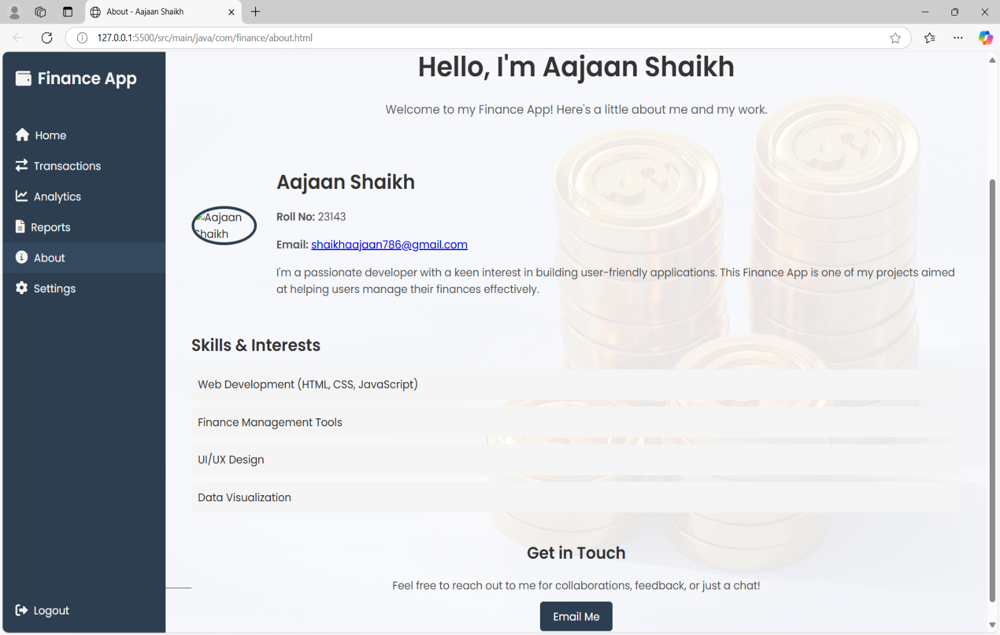 About - Aajaan Shaikh
127.0.0.1:5500/src/main/java/com/finance/about.html
Finance App
Home
Transactions
Analytics
Reports
About
Settings
Logout
Hello, I'm Aajaan Shaikh
Welcome to my Finance App! Here's a little about me and my work.
Aajaan
Shaikh
Aajaan Shaikh
Roll No: 23143
Email: shaikhaajaan786@gmail.com
I'm a passionate developer with a keen interest in building user-friendly applications. This Finance App is one of my projects aimed
at helping users manage their finances effectively.
Skills & Interests
Web Development (HTML, CSS, JavaScript)
Finance Management Tools
UI/UX Design
Data Visualization
Get in Touch
Feel free to reach out to me for collaborations, feedback, or just a chat!
Email Me